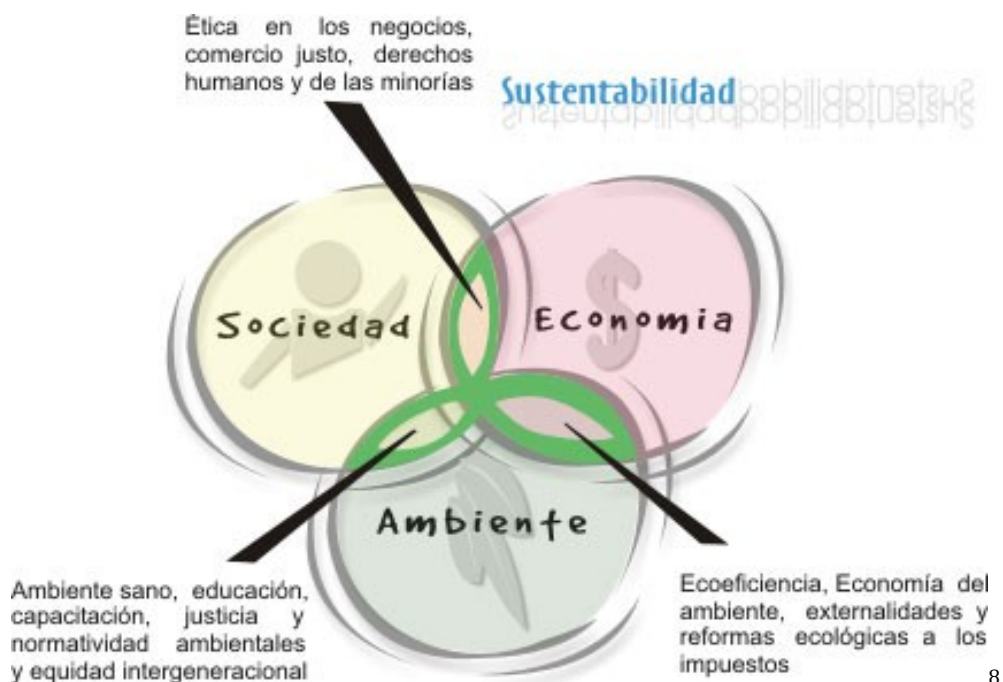 Ética en los negocios,
comercio justo, derechos
humanos y de las minorías
Sustentabilidad
Sociedad
Economia
Ambiente
Ambiente sano, educación,
capacitación, justicia y
normatividad ambientales
y equidad intergeneracional
Ecoeficiencia, Economía del
ambiente, externalidades y
reformas ecológicas a los
impuestos
8